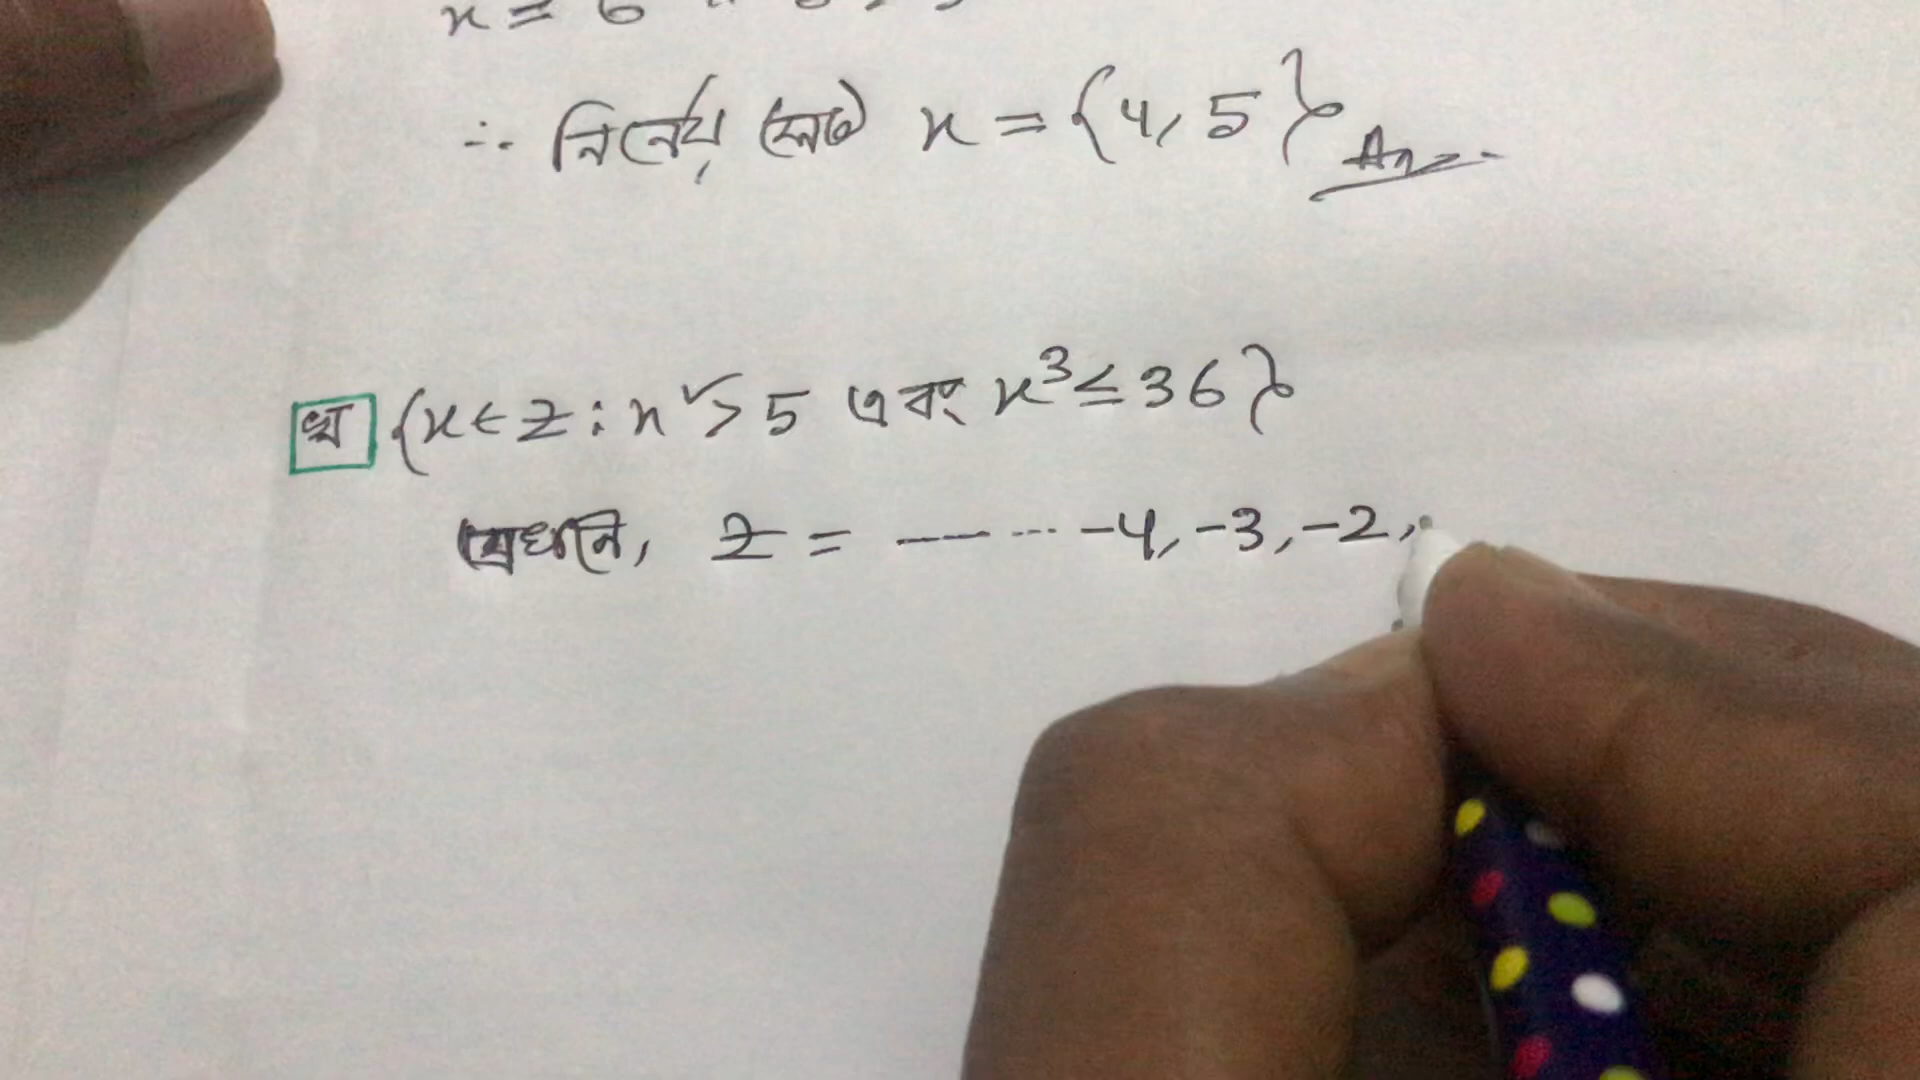 ∴ নির্নেয় সেট x = {4, 5} Ans.
খ {x ∈ Z : x² > 5 এবং x³ ≤ 36}
এখানে, Z = ----- ... -4, -3, -2,